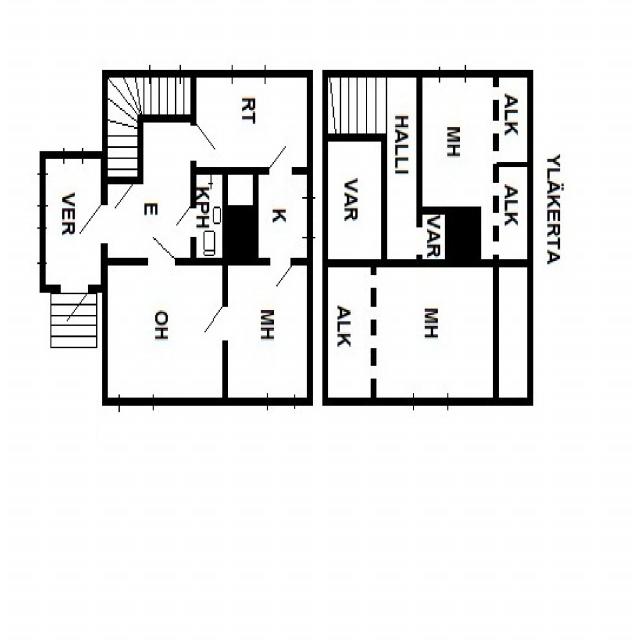 RT
VER
E
KPH
K
OH
MH
HALLI
MH
ALK
VAR
ALK
VAR
ALK
MH
YLÄKERTA